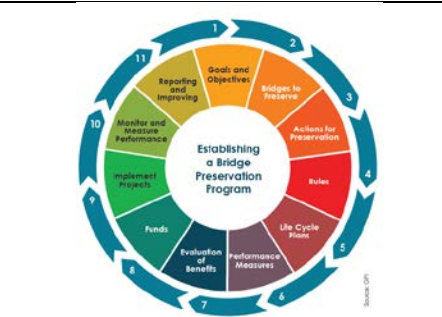 1
2
3
4
5
6
7
8
9
10
11
Goals and
Objectives
Bridges to
Preserve
Actions for
Preservation
Rules
Life Cycle
Plans
Performance
Measures
Evaluation
of
Benefits
Funds
Implement
Projects
Monitor and
Measure
Performance
Reporting
and
Improving
Establishing
a Bridge
Preservation
Program
Source: GPI